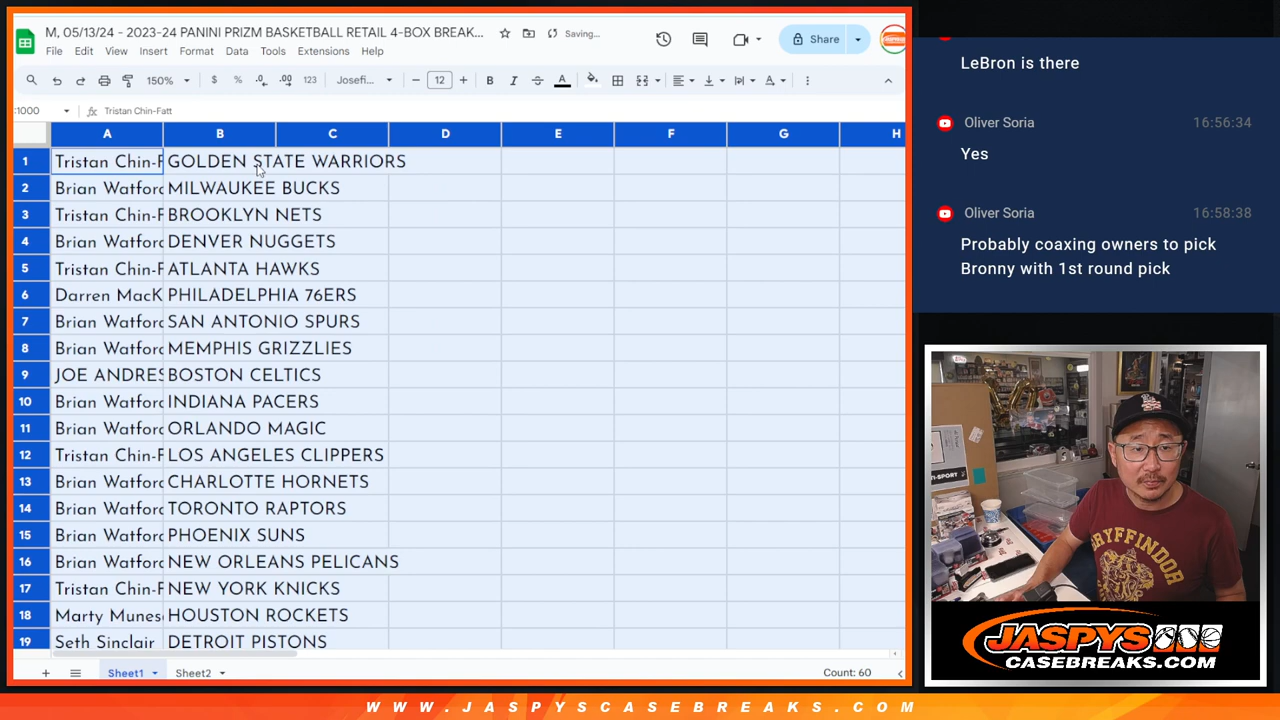 M, 05/13/24 - 2023-24 PANINI PRIZM BASKETBALL RETAIL 4-BOX BREAK...
Saving...
Share
File Edit View Insert Format Data Tools Extensions Help
150% $ % .0 .00 123 Josefi... 12 B I A
:1000 fx Tristan Chin-Fatt
A B C D E F G H
1 Tristan Chin-F GOLDEN STATE WARRIORS
2 Brian Watford MILWAUKEE BUCKS
3 Tristan Chin-F BROOKLYN NETS
4 Brian Watford DENVER NUGGETS
5 Tristan Chin-F ATLANTA HAWKS
6 Darren MacK PHILADELPHIA 76ERS
7 Brian Watford SAN ANTONIO SPURS
8 Brian Watford MEMPHIS GRIZZLIES
9 JOE ANDRES BOSTON CELTICS
10 Brian Watford INDIANA PACERS
11 Brian Watford ORLANDO MAGIC
12 Tristan Chin-F LOS ANGELES CLIPPERS
13 Brian Watford CHARLOTTE HORNETS
14 Brian Watford TORONTO RAPTORS
15 Brian Watford PHOENIX SUNS
16 Brian Watford NEW ORLEANS PELICANS
17 Tristan Chin-F NEW YORK KNICKS
18 Marty Munes HOUSTON ROCKETS
19 Seth Sinclair DETROIT PISTONS
Sheet1 Sheet2 Count: 60
LeBron is there
Oliver Soria 16:56:34
Yes
Oliver Soria 16:58:38
Probably coaxing owners to pick
Bronny with 1st round pick
GRYFFINDOR
JASPYS
CASEBREAKS.COM
WWW.JASPYSCASEBREAKS.COM